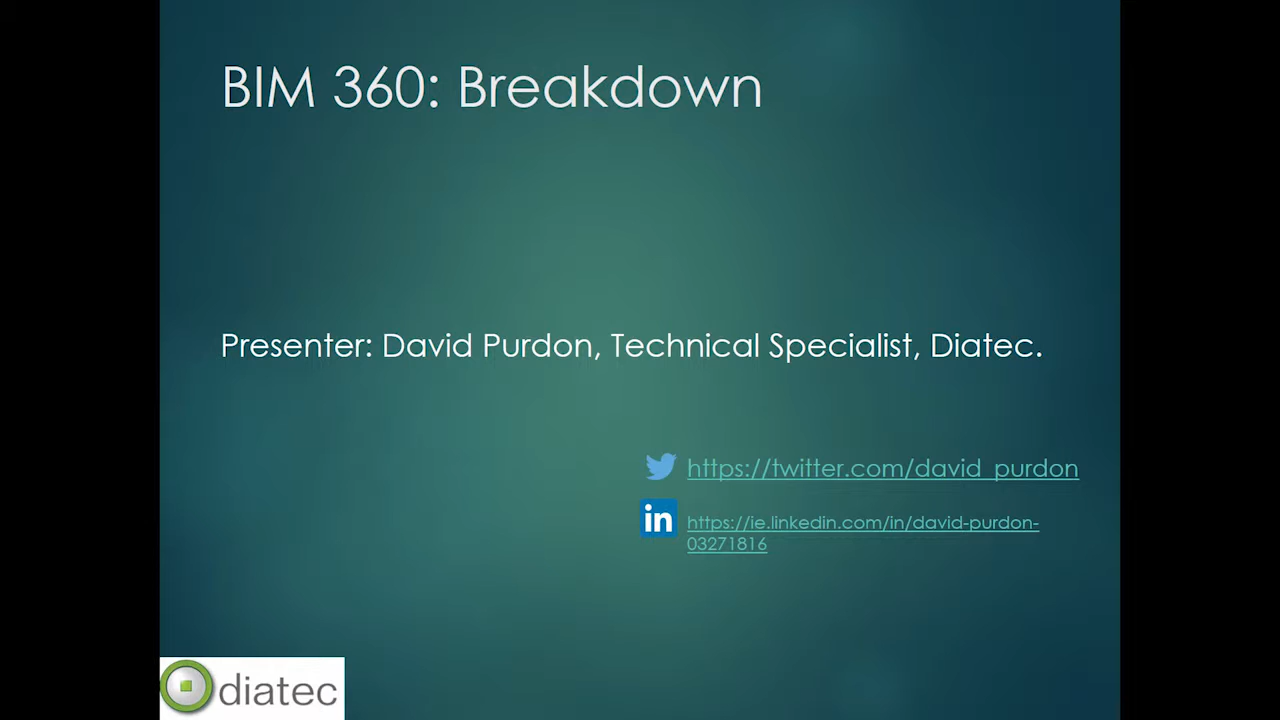 BIM 360: Breakdown
Presenter: David Purdon, Technical Specialist, Diatec.
https://twitter.com/david_purdon
in https://ie.linkedin.com/in/david-purdon-
03271816
diatec